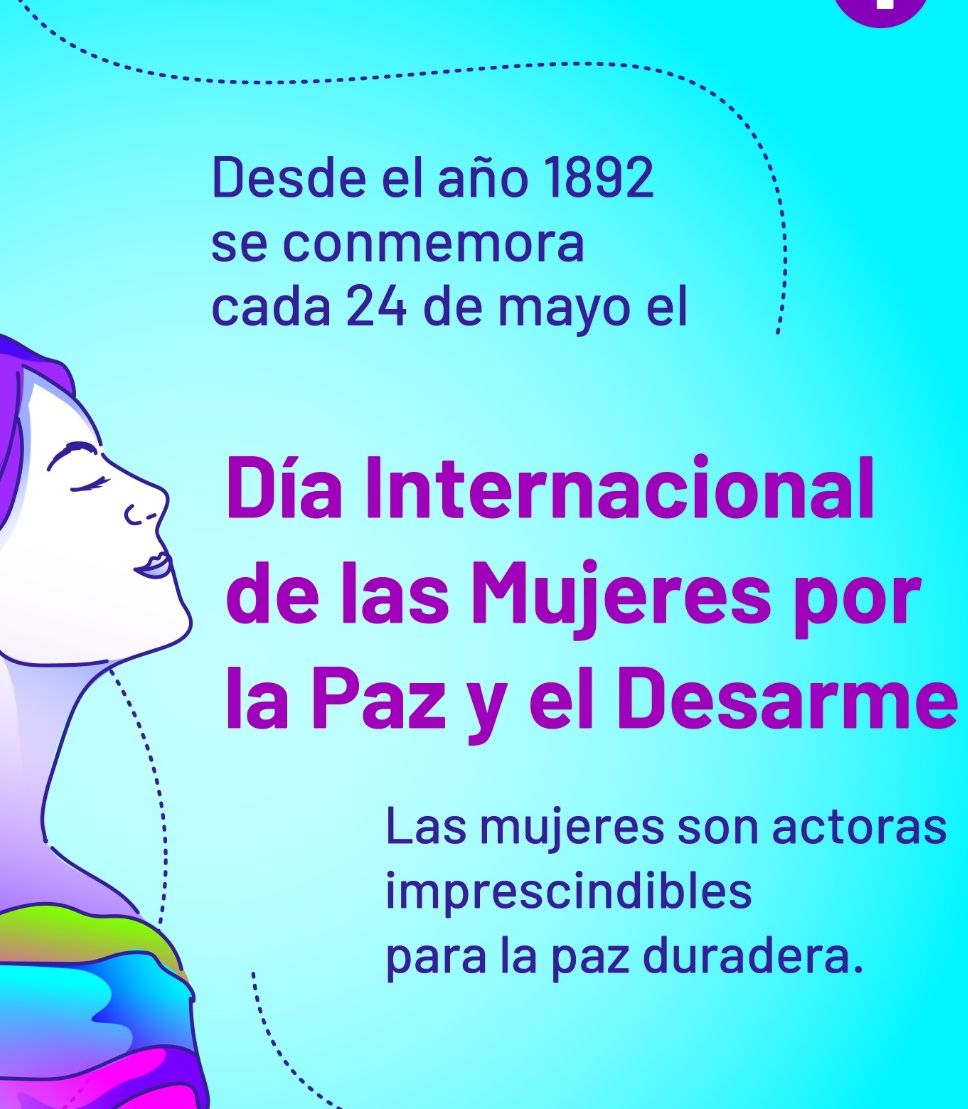 Desde el año 1892
se conmemora
cada 24 de mayo el
Día Internacional
de las Mujeres por
la Paz y el Desarme
Las mujeres son actoras
imprescindibles
para la paz duradera.